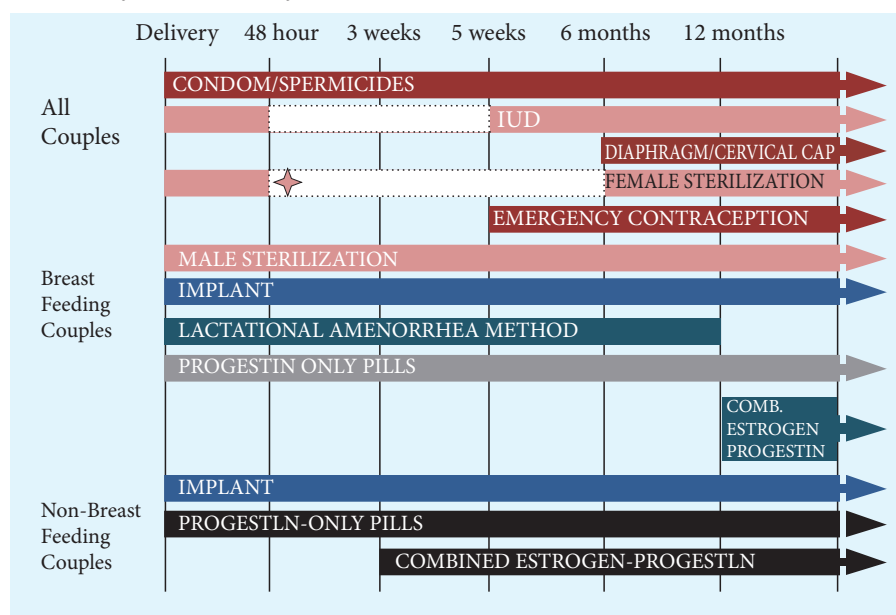 Delivery 48 hour 3 weeks 5 weeks 6 months 12 months
All
Couples
CONDOM/SPERMICIDES
IUD
DIAPHRAGM/CERVICAL CAP
FEMALE STERILIZATION
EMERGENCY CONTRACEPTION
MALE STERILIZATION
Breast
Feeding
Couples
IMPLANT
LACTATIONAL AMENORRHEA METHOD
PROGESTIN ONLY PILLS
COMB.
ESTROGEN
PROGESTIN
Non-Breast
Feeding
Couples
IMPLANT
PROGESTLN-ONLY PILLS
COMBINED ESTROGEN-PROGESTLN